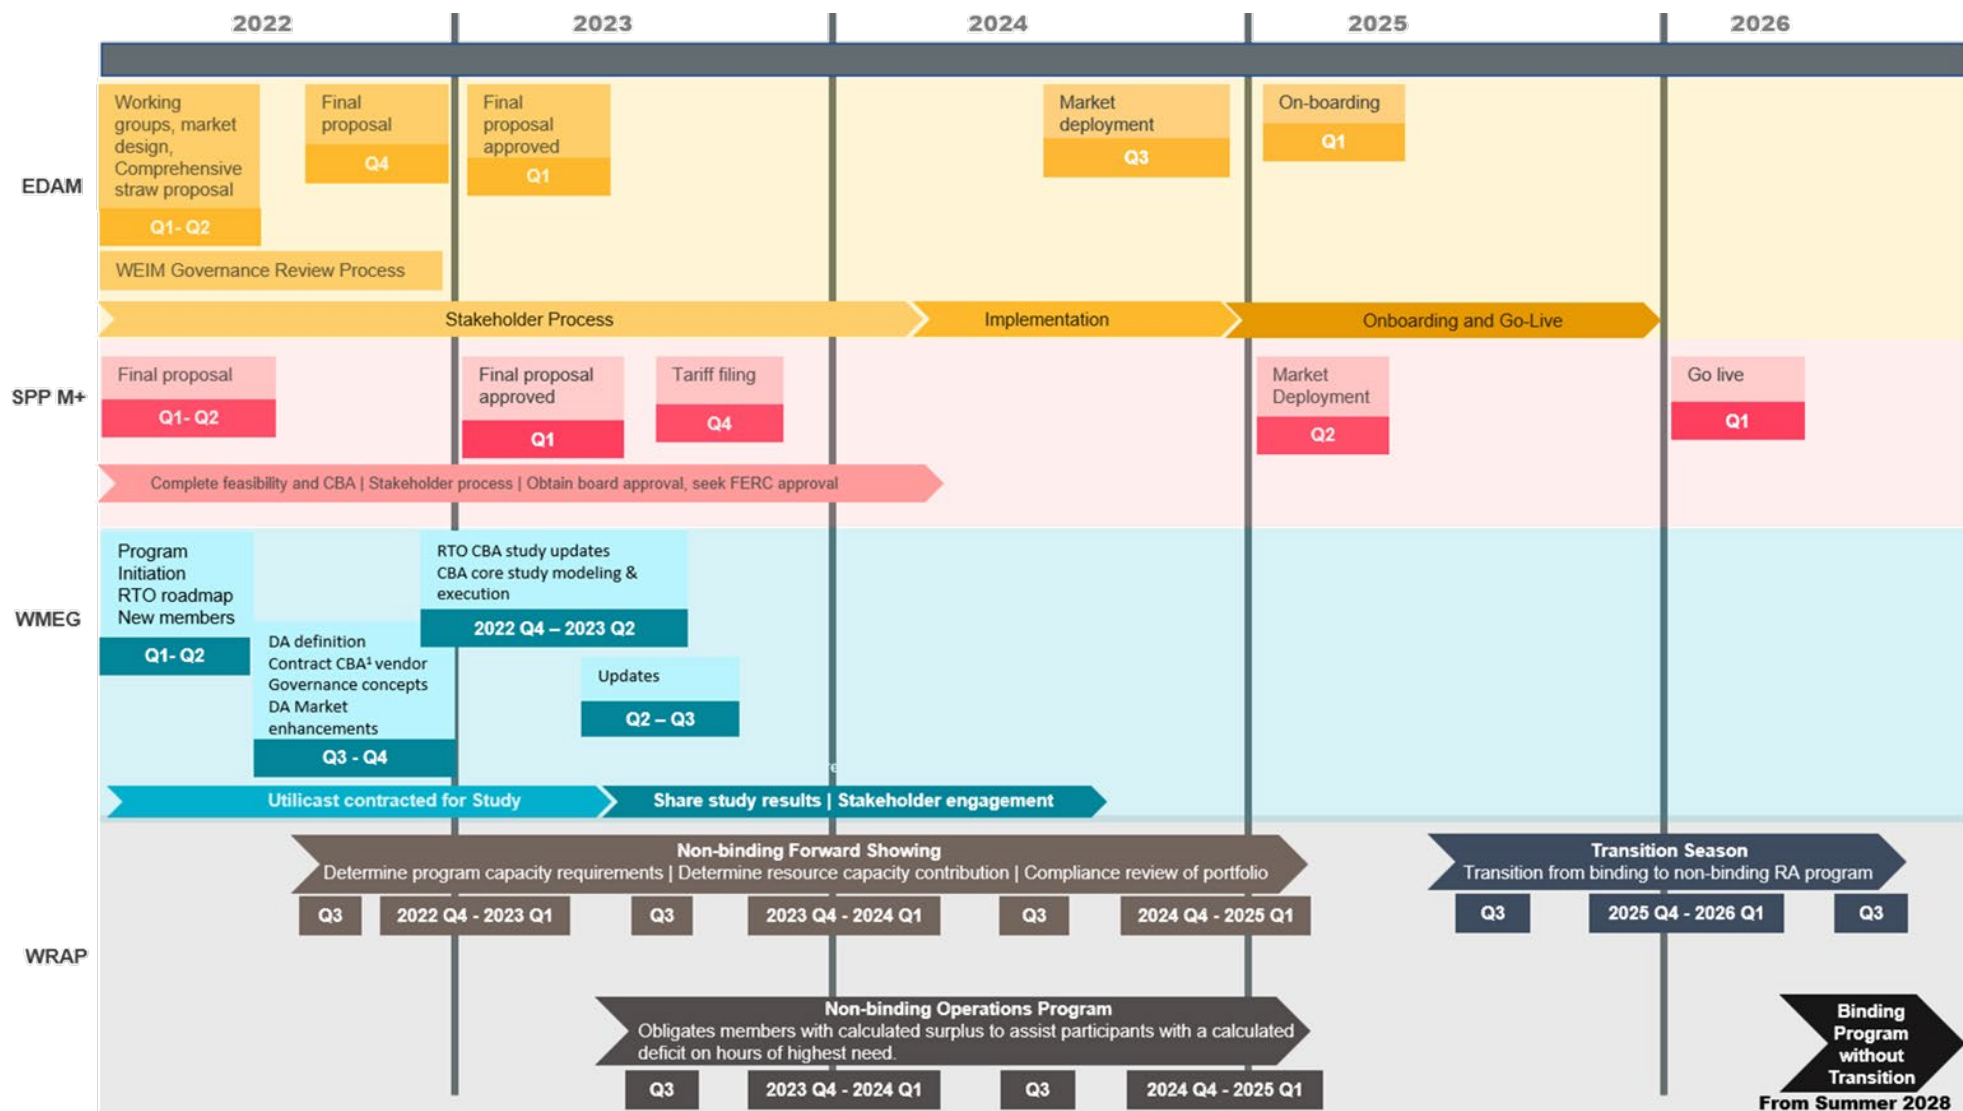 2022
2023
2024
2025
2026
EDAM
Working
groups, market
design,
Comprehensive
straw proposal
Q1- Q2
Final
proposal
Q4
Final
proposal
approved
Q1
Market
deployment
Q3
On-boarding
Q1
WEIM Governance Review Process
Stakeholder Process
Implementation
Onboarding and Go-Live
SPP M+
Final proposal
Q1- Q2
Final proposal
approved
Q1
Tariff filing
Q4
Market
Deployment
Q2
Go live
Q1
Complete feasibility and CBA | Stakeholder process | Obtain board approval, seek FERC approval
WMEG
Program
Initiation
RTO roadmap
New members
Q1- Q2
DA definition
Contract CBA¹ vendor
Governance concepts
DA Market
enhancements
Q3 - Q4
RTO CBA study updates
CBA core study modeling &
execution
2022 Q4 – 2023 Q2
Updates
Q2 – Q3
Utilicast contracted for Study
Share study results | Stakeholder engagement
WRAP
Non-binding Forward Showing
Determine program capacity requirements | Determine resource capacity contribution | Compliance review of portfolio
Q3
2022 Q4 - 2023 Q1
Q3
2023 Q4 - 2024 Q1
Q3
2024 Q4 - 2025 Q1
Transition Season
Transition from binding to non-binding RA program
Q3
2025 Q4 - 2026 Q1
Q3
Non-binding Operations Program
Obligates members with calculated surplus to assist participants with a calculated
deficit on hours of highest need.
Q3
2023 Q4 - 2024 Q1
Q3
2024 Q4 - 2025 Q1
Binding
Program
without
Transition
From Summer 2028